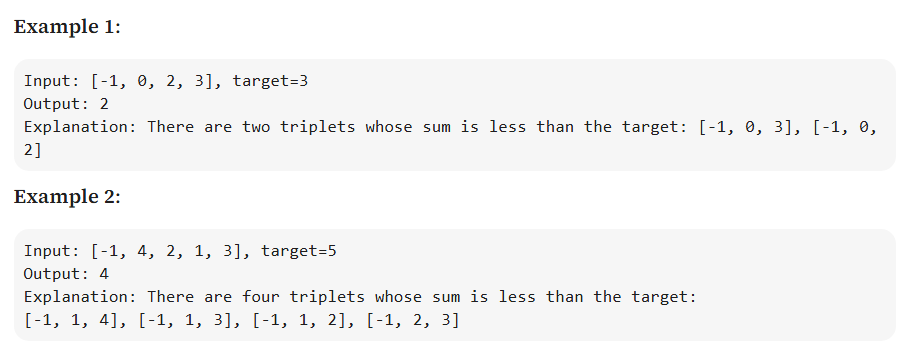 Example 1:
Input: [-1, 0, 2, 3], target=3
Output: 2
Explanation: There are two triplets whose sum is less than the target: [-1, 0, 3], [-1, 0,
2]
Example 2:
Input: [-1, 4, 2, 1, 3], target=5
Output: 4
Explanation: There are four triplets whose sum is less than the target:
[-1, 1, 4], [-1, 1, 3], [-1, 1, 2], [-1, 2, 3]